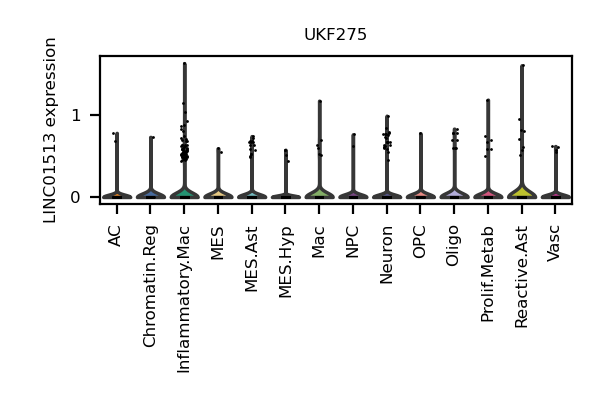 UKF275
LINC01513 expression
1
0
AC
Chromatin.Reg
Inflammatory.Mac
MES
MES.Ast
MES.Hyp
Mac
NPC
Neuron
OPC
Oligo
Prolif.Metab
Reactive.Ast
Vasc